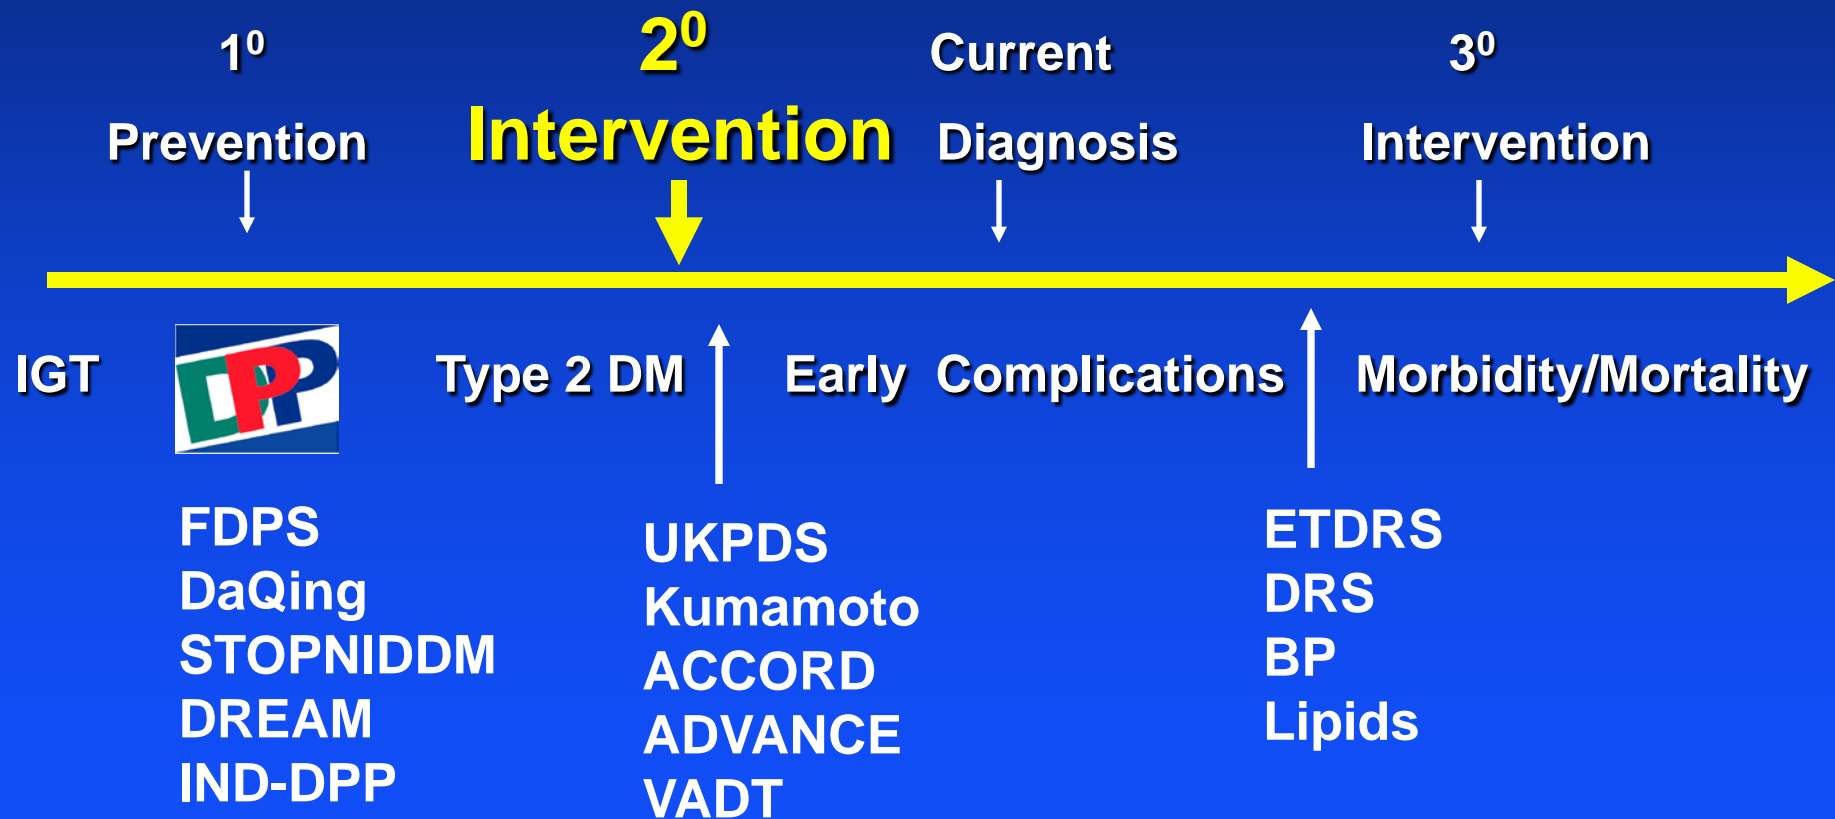 1⁰ 2⁰ Current 3⁰
Prevention Intervention Diagnosis Intervention
IGT DPP Type 2 DM Early Complications Morbidity/Mortality
FDPS
DaQing
STOPNIDDM
DREAM
IND-DPP
UKPDS
Kumamoto
ACCORD
ADVANCE
VADT
ETDRS
DRS
BP
Lipids